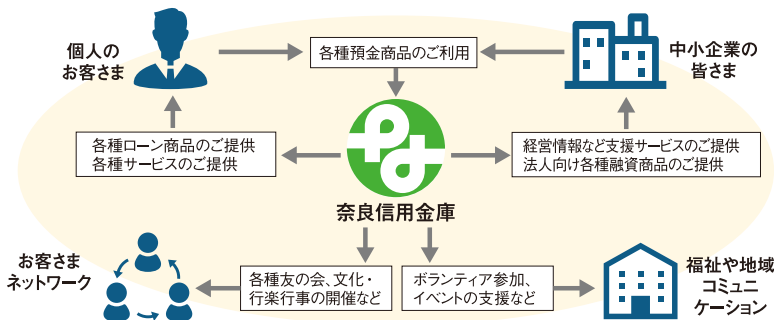 個人の
お客さま
各種預金商品のご利用
中小企業の
皆さま
各種ローン商品のご提供
各種サービスのご提供
経営情報など支援サービスのご提供
法人向け各種融資商品のご提供
奈良信用金庫
お客さま
ネットワーク
各種友の会、文化・
行楽行事の開催など
ボランティア参加、
イベントの支援など
福祉や地域
コミュニ
ケーション